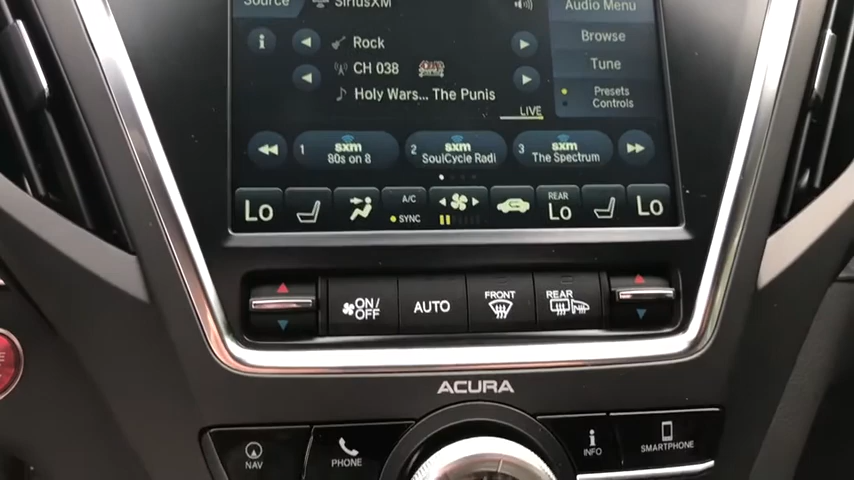 Source
SiriusXM
Audio Menu
i
Rock
Browse
CH 038
Tune
Holy Wars... The Punis
Presets
Controls
LIVE
1
sxm
80s on 8
2
sxm
SoulCycle Radi
3
sxm
The Spectrum
Lo
A/C
SYNC
REAR
Lo
Lo
ON/
OFF
AUTO
FRONT
REAR
ACURA
NAV
PHONE
i
INFO
SMARTPHONE